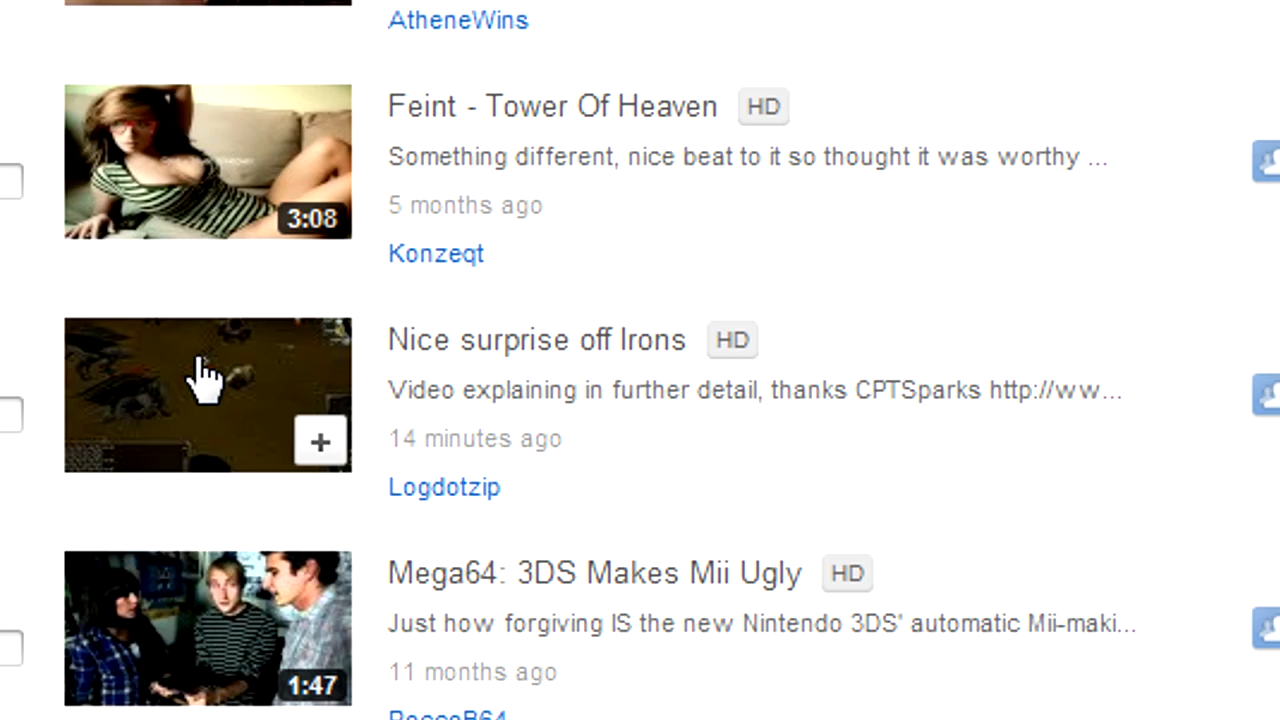 AtheneWins
Feint - Tower Of Heaven HD
Something different, nice beat to it so thought it was worthy ...
5 months ago
3:08
Konzeqt
Nice surprise off Irons HD
Video explaining in further detail, thanks CPTSparks http://ww...
14 minutes ago
+
Logdotzip
Mega64: 3DS Makes Mii Ugly HD
Just how forgiving IS the new Nintendo 3DS' automatic Mii-maki...
11 months ago
1:47